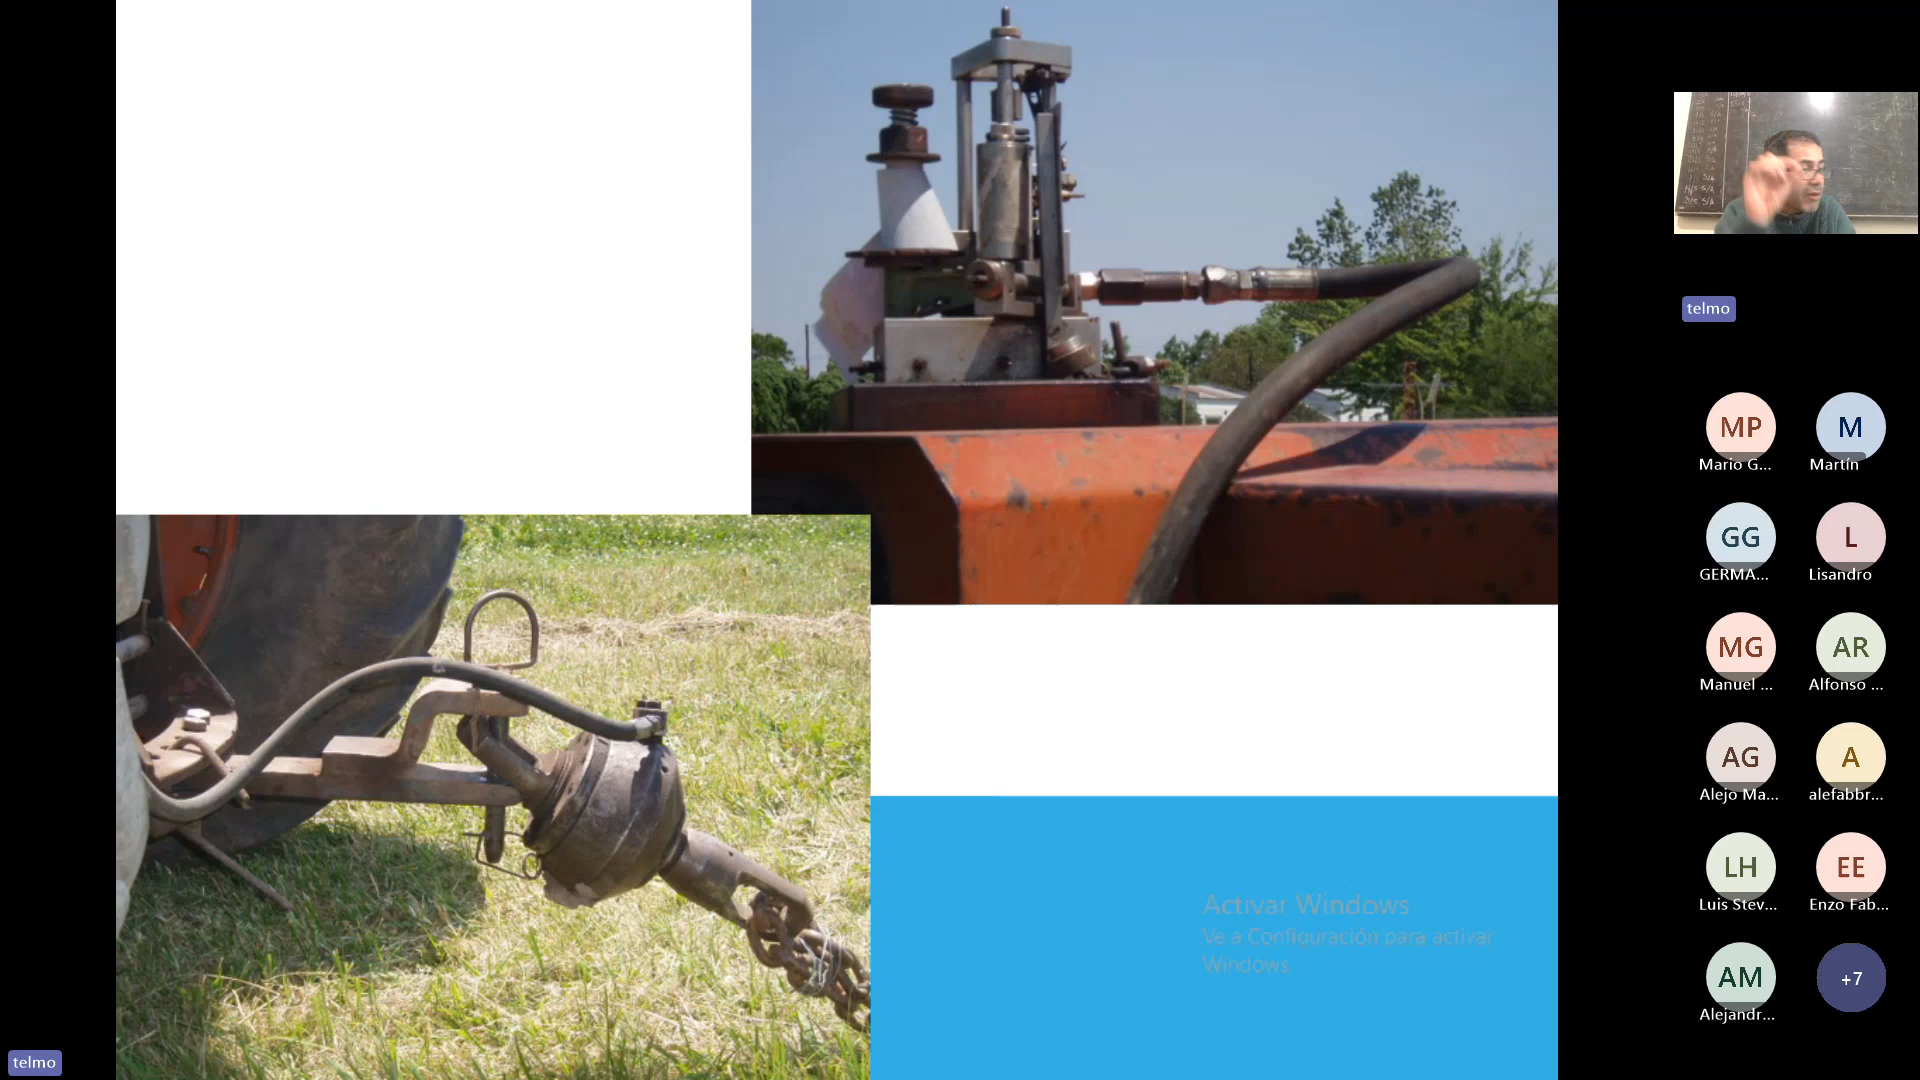 telmo
MP
Mario G...
M
Martín
GG
GERMA...
L
Lisandro
MG
Manuel ...
AR
Alfonso ...
AG
Alejo Ma...
A
alefabbr...
LH
Luis Stev...
EE
Enzo Fab...
AM
Alejandr...
+7
Activar Windows
Ve a Configuración para activar
Windows
telmo